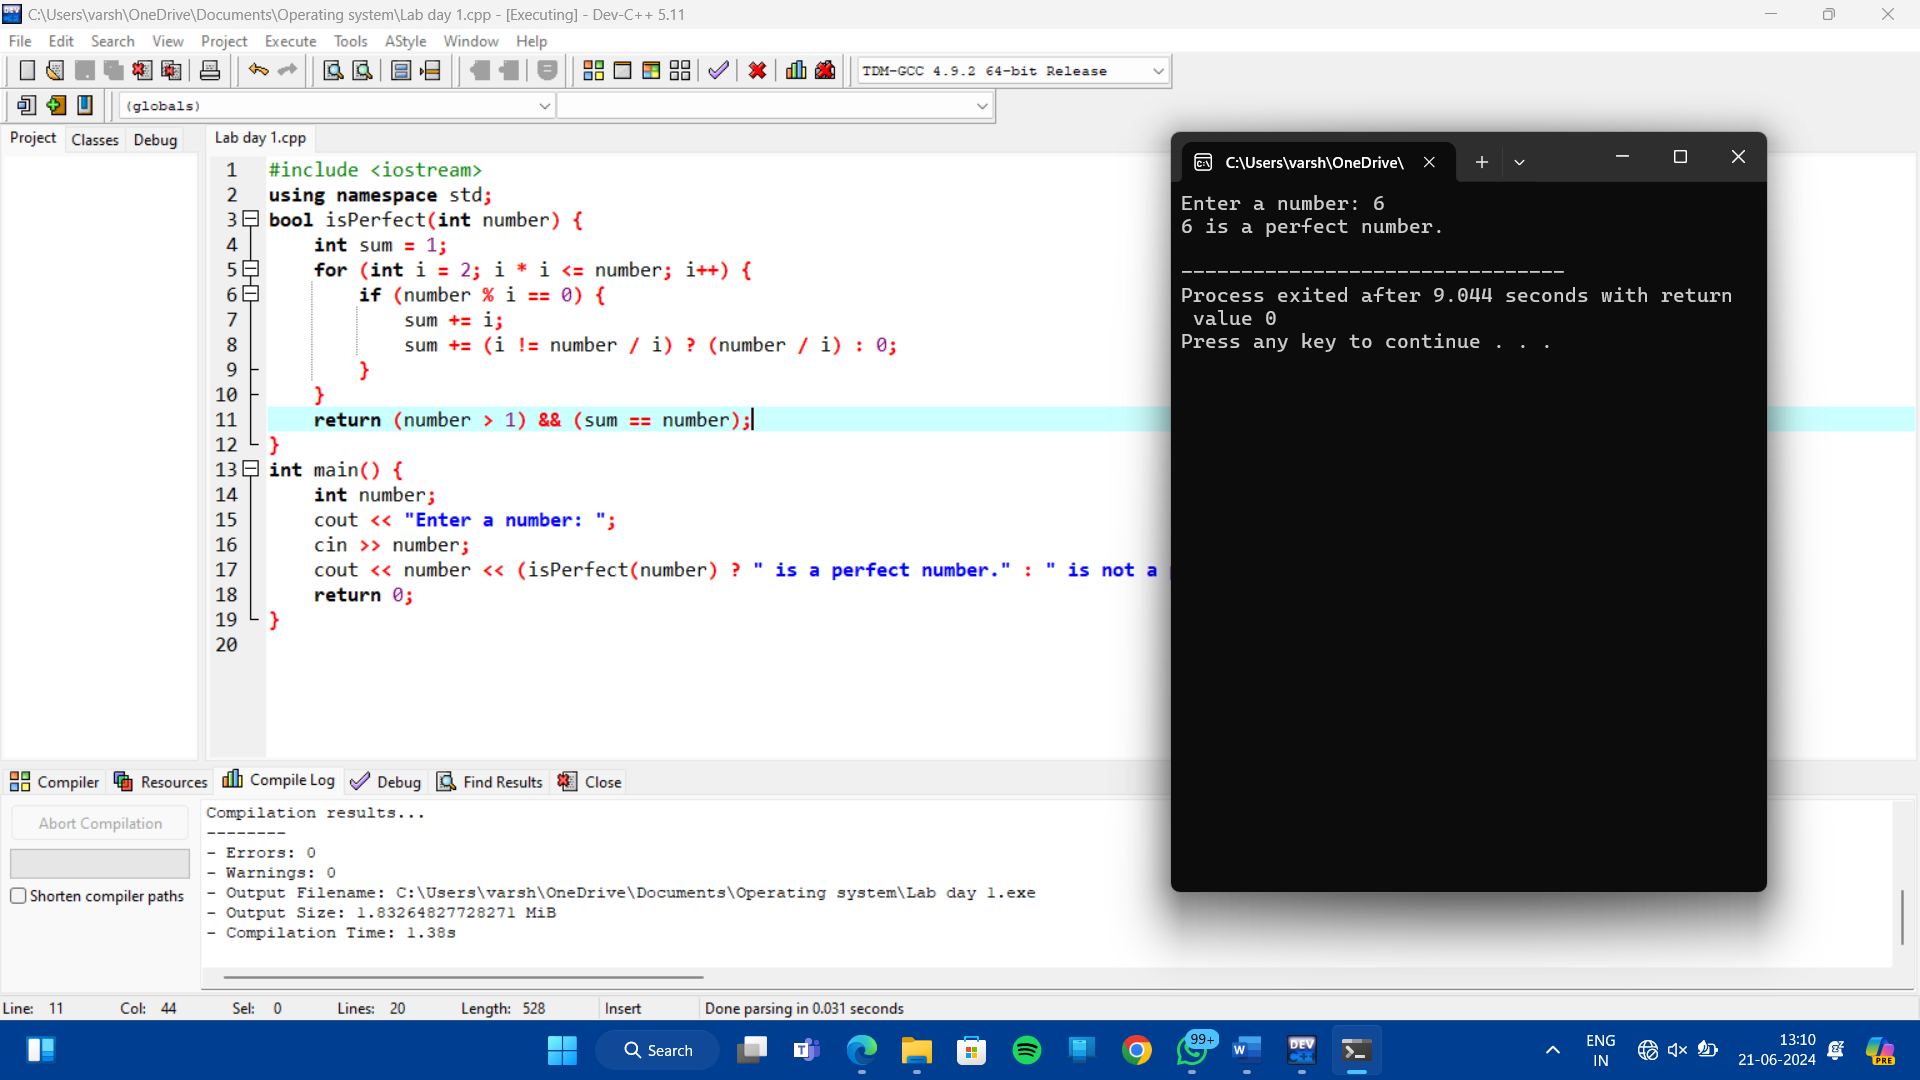 C:\Users\varsh\OneDrive\Documents\Operating system\Lab day 1.cpp - [Executing] - Dev-C++ 5.11
File Edit Search View Project Execute Tools AStyle Window Help
TDM-GCC 4.9.2 64-bit Release
(globals)
Project Classes Debug
Lab day 1.cpp
1 #include <iostream>
2 using namespace std;
3 bool isPerfect(int number) {
4 int sum = 1;
5 for (int i = 2; i * i <= number; i++) {
6 if (number % i == 0) {
7 sum += i;
8 sum += (i != number / i) ? (number / i) : 0;
9 }
10 }
11 return (number > 1) && (sum == number);
12 }
13 int main() {
14 int number;
15 cout << "Enter a number: ";
16 cin >> number;
17 cout << number << (isPerfect(number) ? " is a perfect number." : " is not a
18 return 0;
19 }
20
C:\Users\varsh\OneDrive\
Enter a number: 6
6 is a perfect number.
--------------------------------
Process exited after 9.044 seconds with return
value 0
Press any key to continue . . .
Compiler Resources Compile Log Debug Find Results Close
Abort Compilation
Shorten compiler paths
Compilation results...
--------
- Errors: 0
- Warnings: 0
- Output Filename: C:\Users\varsh\OneDrive\Documents\Operating system\Lab day 1.exe
- Output Size: 1.83264827728271 MiB
- Compilation Time: 1.38s
Line: 11 Col: 44 Sel: 0 Lines: 20 Length: 528 Insert Done parsing in 0.031 seconds
Search
99+
DEV
ENG
IN
13:10
21-06-2024
PRE